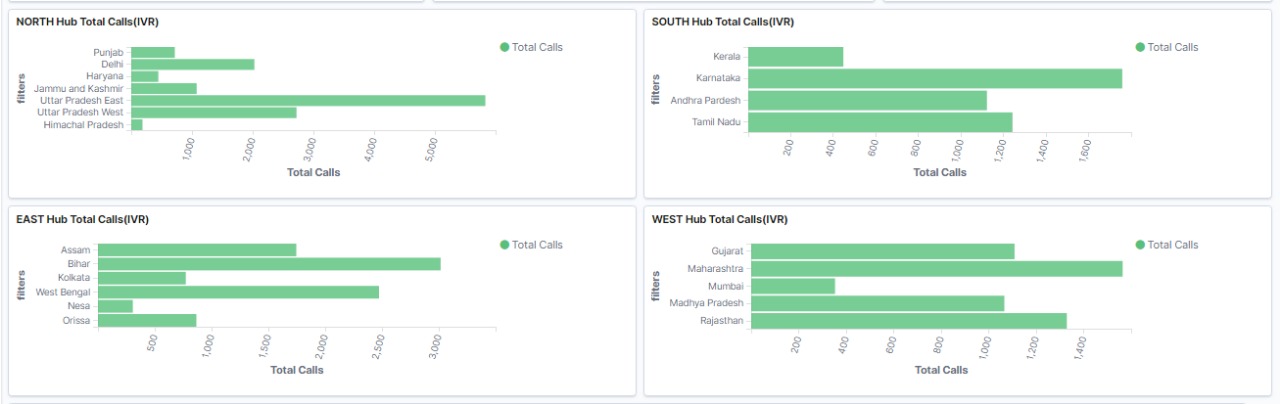 NORTH Hub Total Calls(IVR)
Total Calls
filters
Punjab
Delhi
Haryana
Jammu and Kashmir
Uttar Pradesh East
Uttar Pradesh West
Himachal Pradesh
1,000 2,000 3,000 4,000 5,000
Total Calls
SOUTH Hub Total Calls(IVR)
Total Calls
filters
Kerala
Karnataka
Andhra Pardesh
Tamil Nadu
200 400 600 800 1,000 1,200 1,400 1,600
Total Calls
EAST Hub Total Calls(IVR)
Total Calls
filters
Assam
Bihar
Kolkata
West Bengal
Nesa
Orissa
500 1,000 1,500 2,000 2,500 3,000
Total Calls
WEST Hub Total Calls(IVR)
Total Calls
filters
Gujarat
Maharashtra
Mumbai
Madhya Pradesh
Rajasthan
200 400 600 800 1,000 1,200 1,400
Total Calls